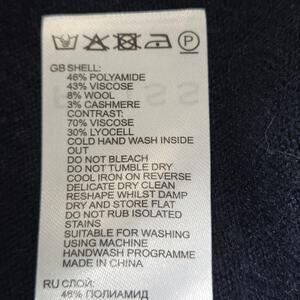 P
GB SHELL:
46% POLYAMIDE
43% VISCOSE
8% WOOL
3% CASHMERE
CONTRAST:
70% VISCOSE
30% LYOCELL
COLD HAND WASH INSIDE
OUT
DO NOT BLEACH
DO NOT TUMBLE DRY
COOL IRON ON REVERSE
DELICATE DRY CLEAN
RESHAPE WHILST DAMP
DRY AND STORE FLAT
DO NOT RUB ISOLATED
STAINS
SUITABLE FOR WASHING
USING MACHINE
HANDWASH PROGRAMME
MADE IN CHINA
RU СЛОЙ:
46% ПОЛИАМИД